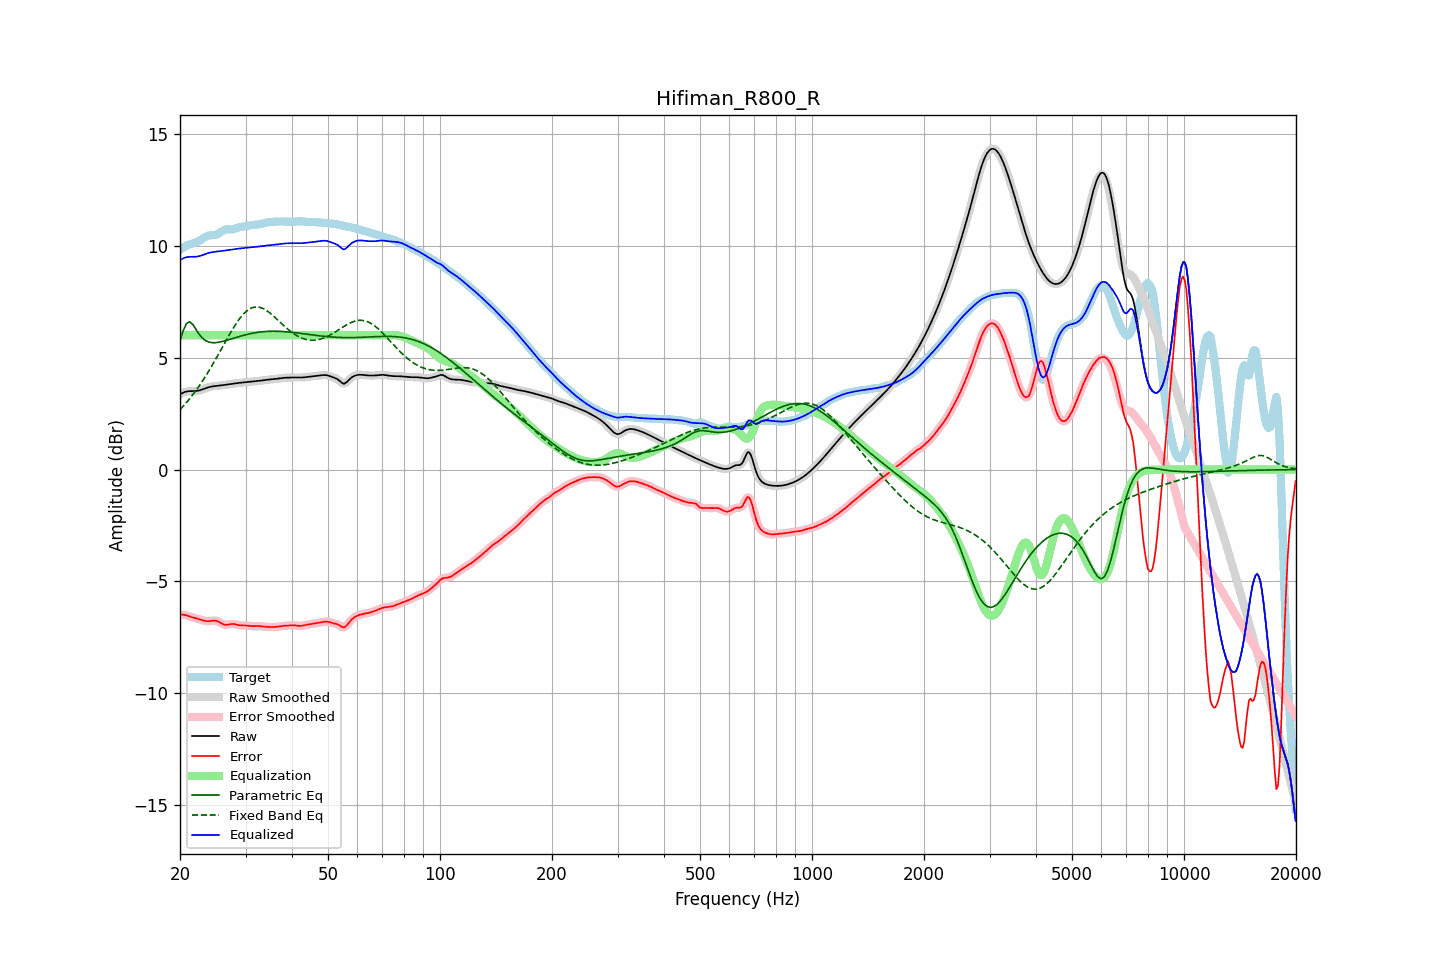 Hifiman_R800_R
Amplitude (dBr)
15
10
5
0
−5
−10
−15
Target
Raw Smoothed
Error Smoothed
Raw
Error
Equalization
Parametric Eq
Fixed Band Eq
Equalized
20 50 100 200 500 1000 2000 5000 10000 20000
Frequency (Hz)